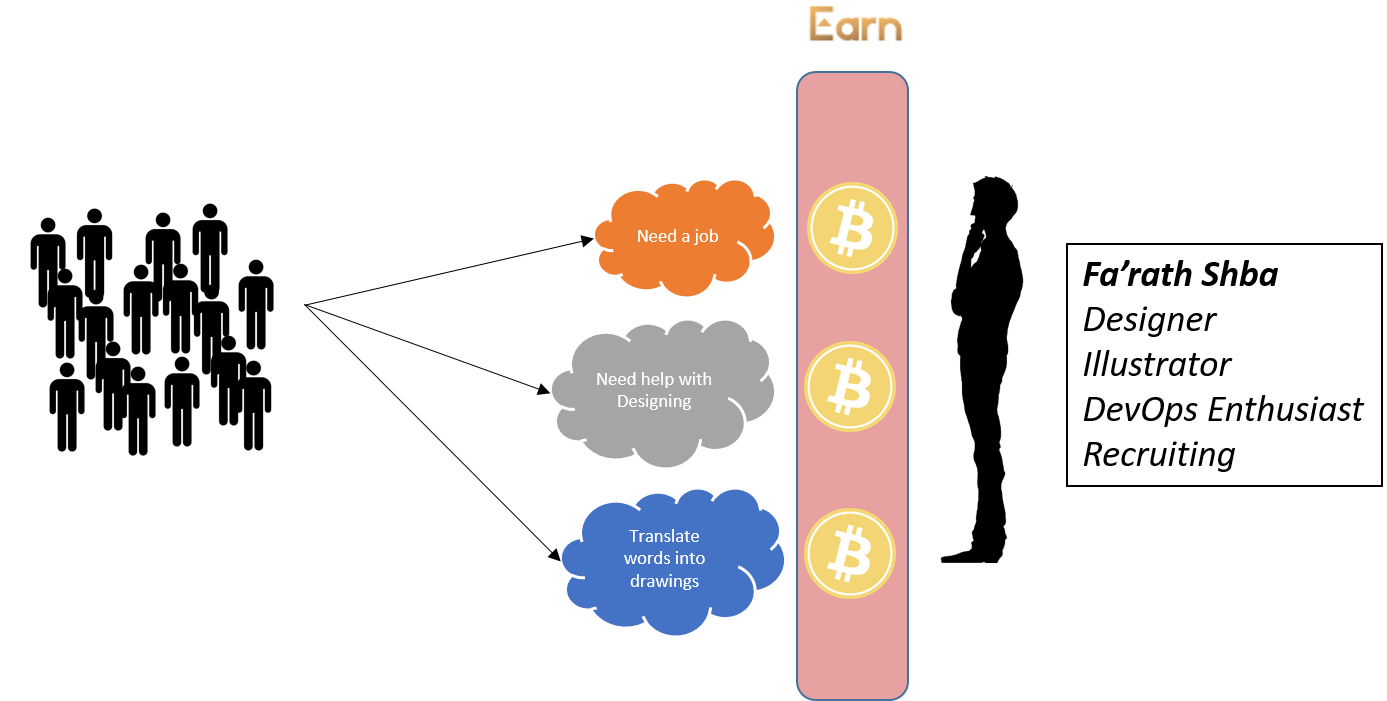 Earn
Need a job
Need help with
Designing
Translate
words into
drawings
Fa’rath Shba
Designer
Illustrator
DevOps Enthusiast
Recruiting